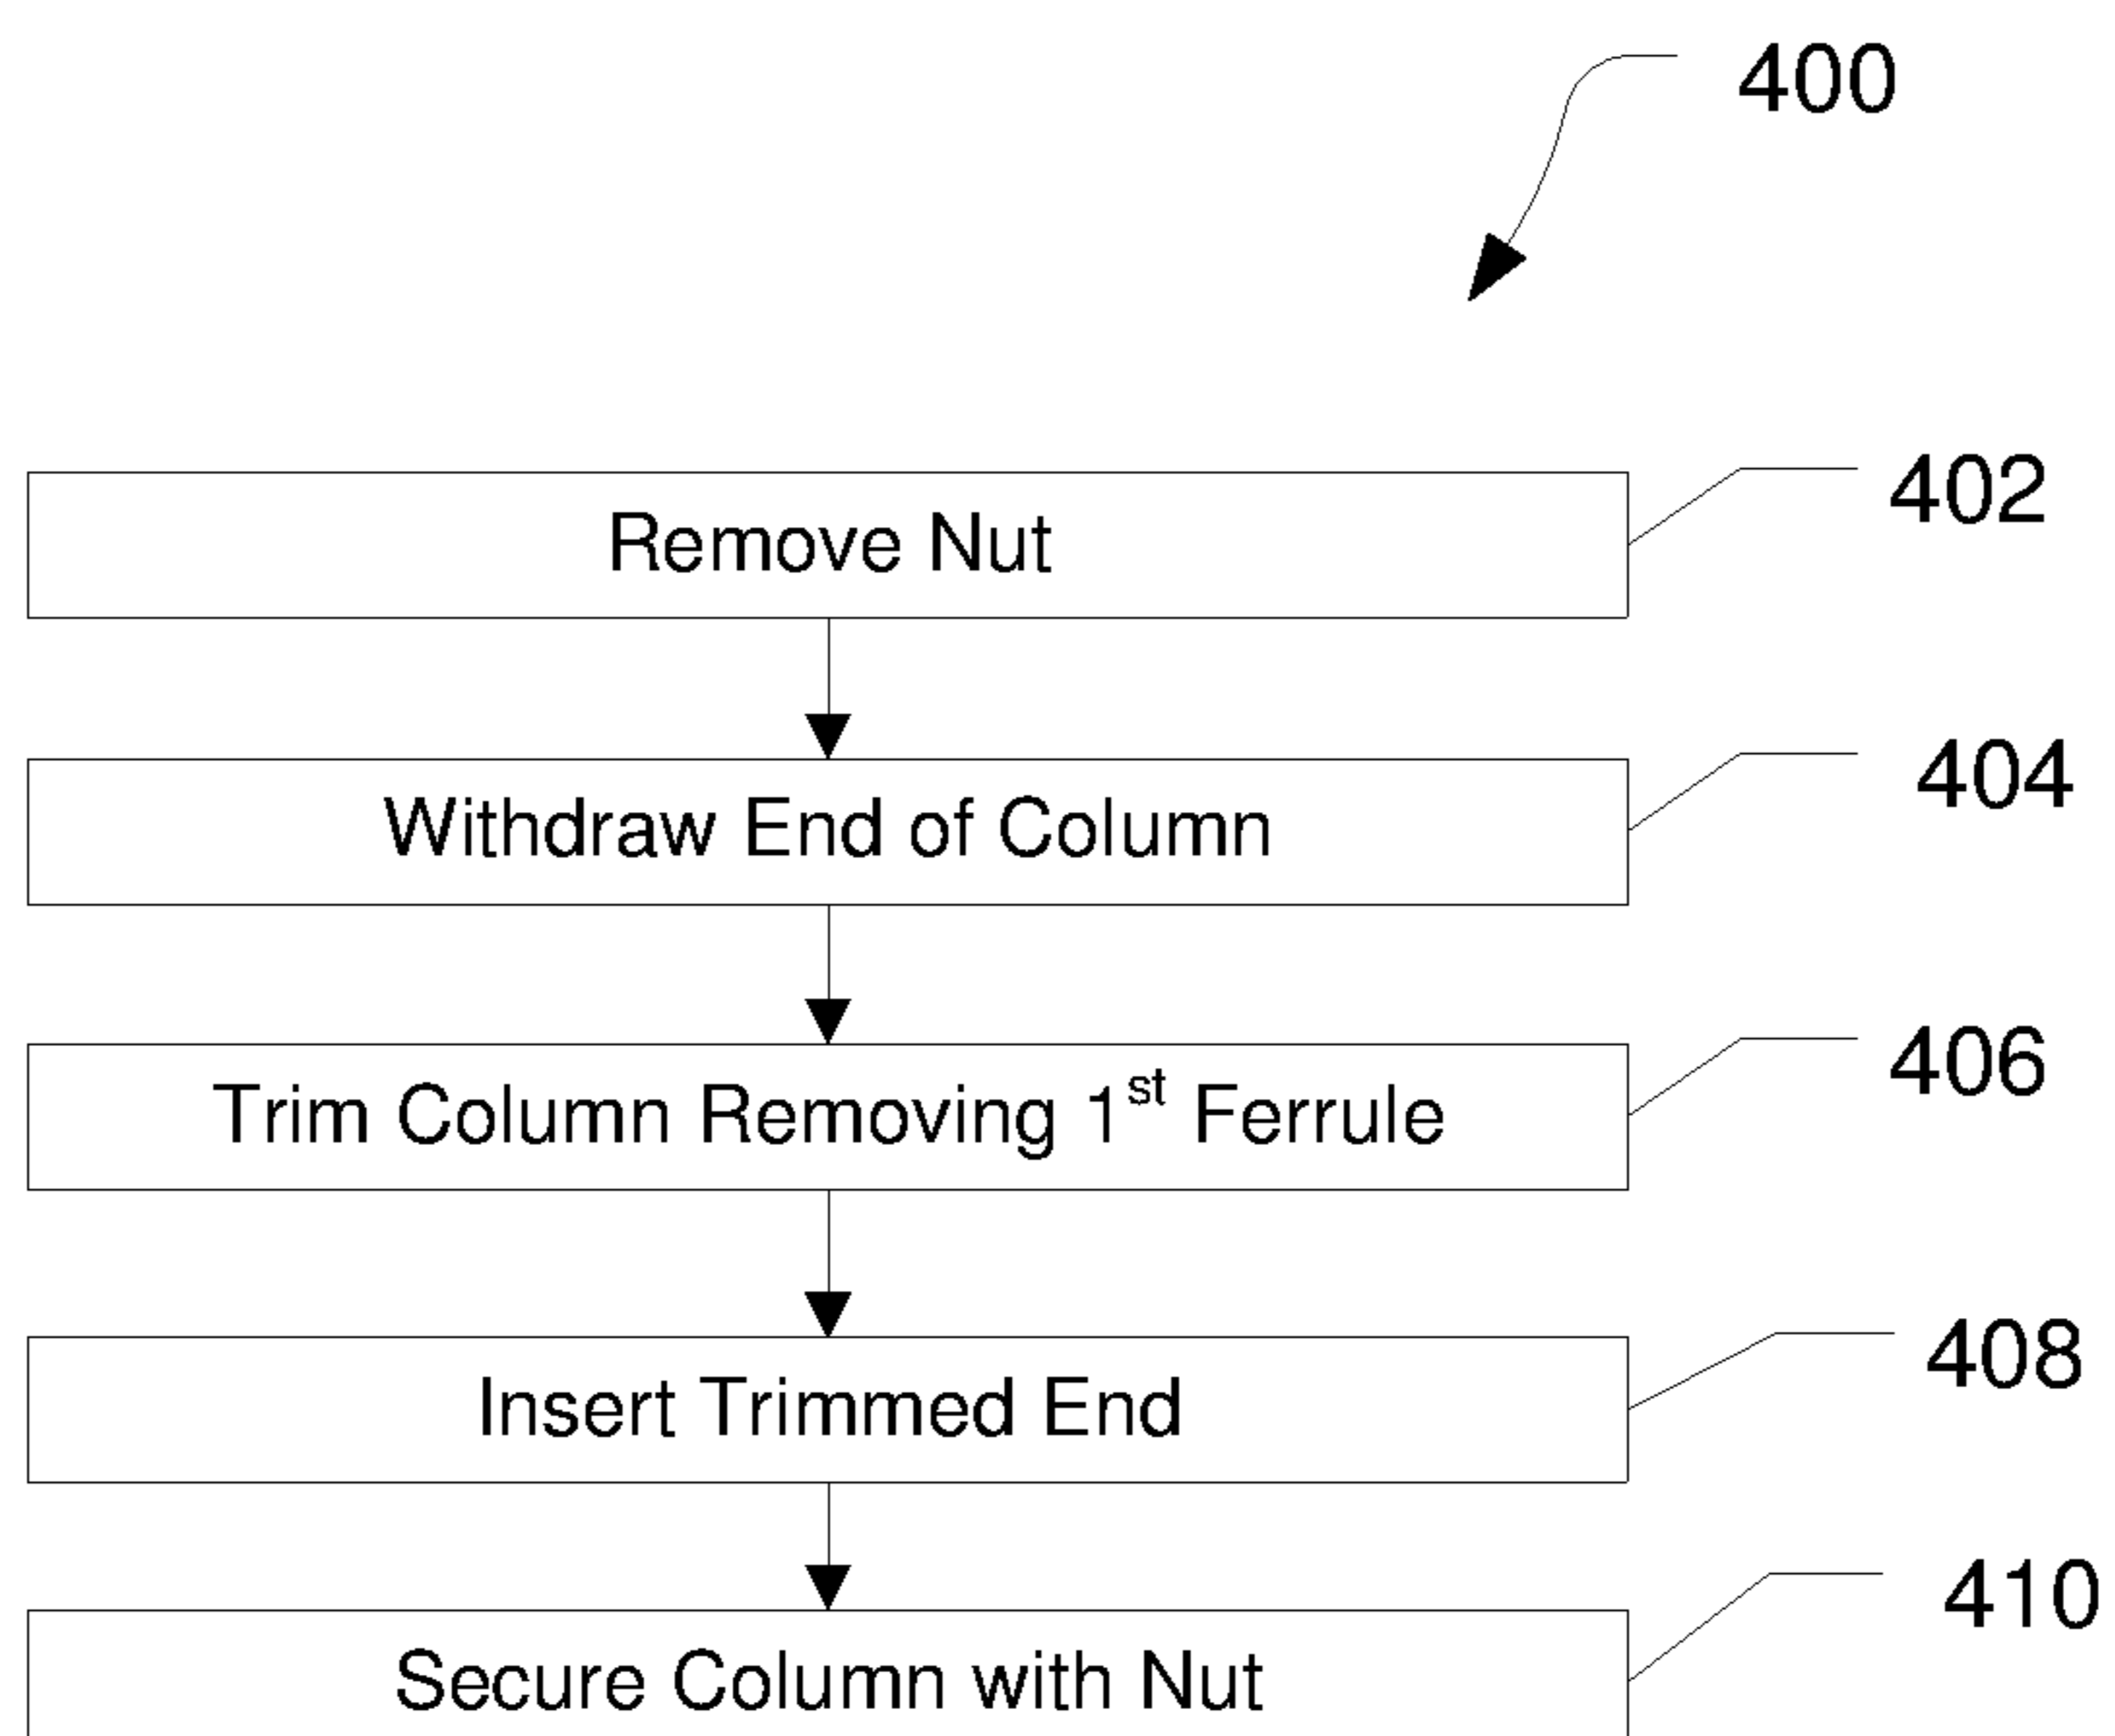 400
Remove Nut
402
Withdraw End of Column
404
Trim Column Removing 1st Ferrule
406
Insert Trimmed End
408
Secure Column with Nut
410